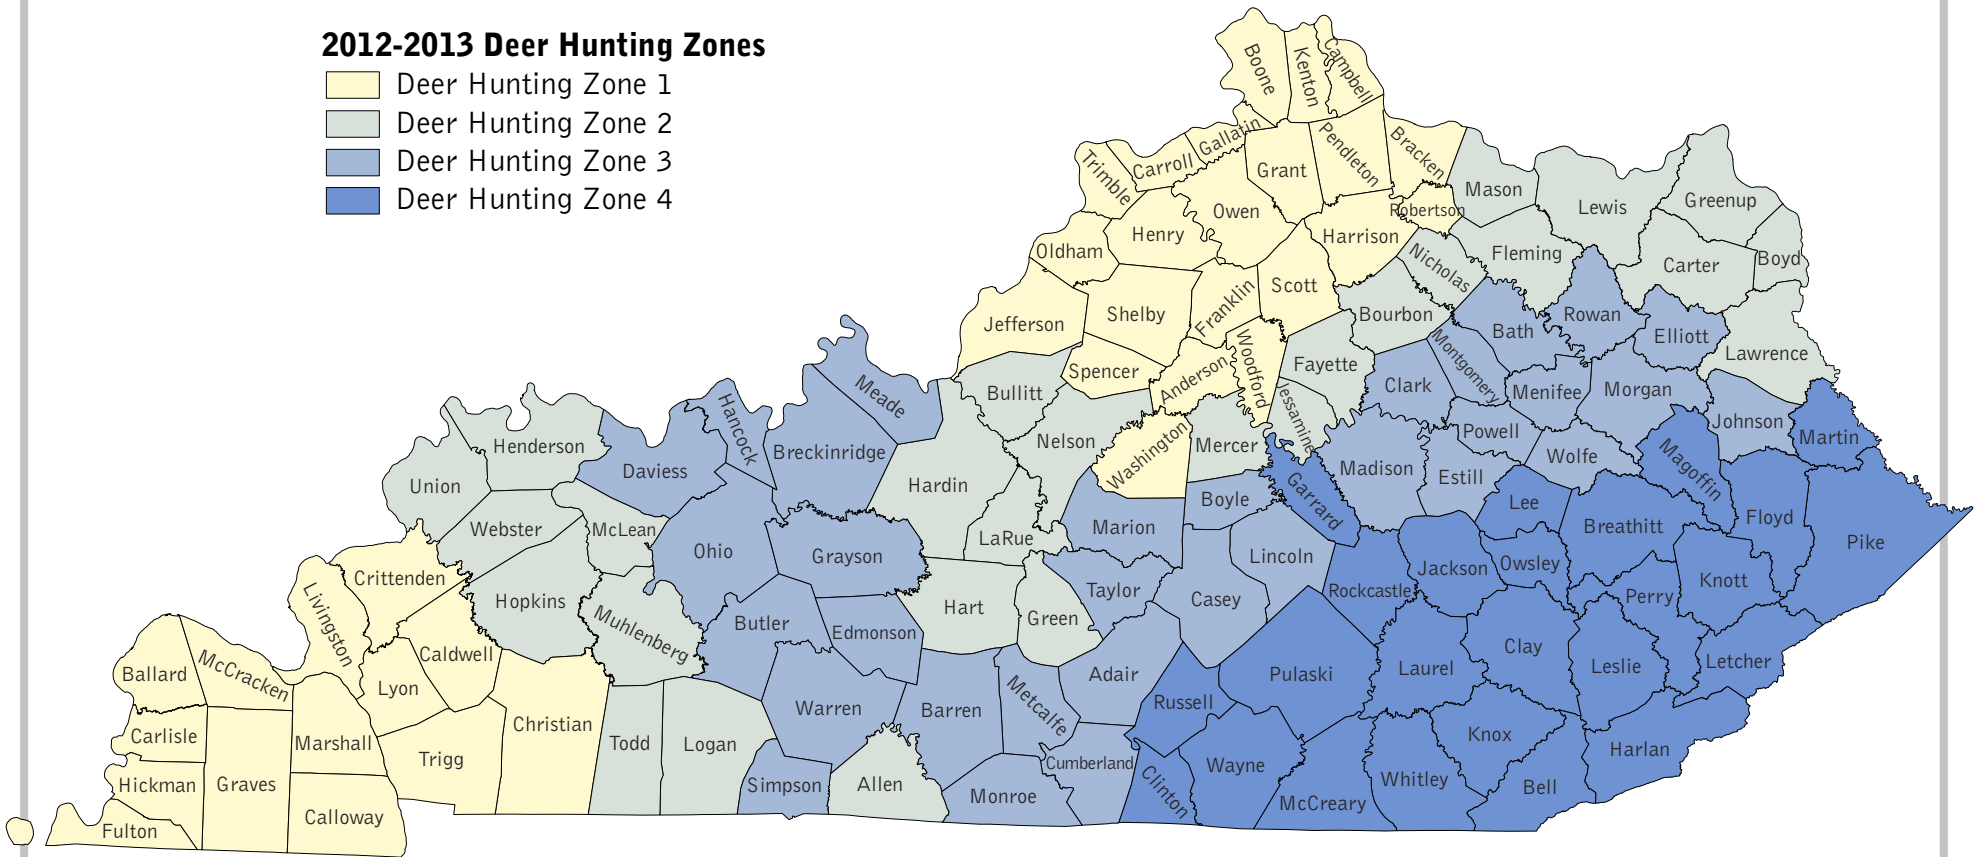 2012-2013 Deer Hunting Zones
Deer Hunting Zone 1
Deer Hunting Zone 2
Deer Hunting Zone 3
Deer Hunting Zone 4
Boone
Kenton
Campbell
Gallatin
Carroll
Trimble
Grant
Pendleton
Bracken
Mason
Robertson
Lewis
Greenup
Owen
Henry
Harrison
Oldham
Nicholas
Fleming
Carter
Boyd
Scott
Franklin
Shelby
Jefferson
Bourbon
Bath
Rowan
Elliott
Lawrence
Spencer
Anderson
Woodford
Fayette
Montgomery
Bullitt
Jessamine
Clark
Menifee
Morgan
Johnson
Meade
Hancock
Breckinridge
Henderson
Daviess
Nelson
Washington
Mercer
Madison
Powell
Estill
Wolfe
Magoffin
Martin
Union
Hardin
Boyle
Garrard
Lee
Breathitt
Floyd
Pike
Webster
McLean
Ohio
Grayson
LaRue
Marion
Lincoln
Jackson
Owsley
Knott
Perry
Crittenden
Livingston
Hopkins
Muhlenberg
Butler
Edmonson
Hart
Green
Taylor
Casey
Rockcastle
Clay
Leslie
Letcher
Ballard
McCracken
Lyon
Caldwell
Adair
Russell
Pulaski
Laurel
Carlisle
Marshall
Christian
Todd
Logan
Warren
Barren
Metcalfe
Knox
Harlan
Hickman
Graves
Trigg
Simpson
Allen
Monroe
Cumberland
Clinton
Wayne
McCreary
Whitley
Bell
Fulton
Calloway